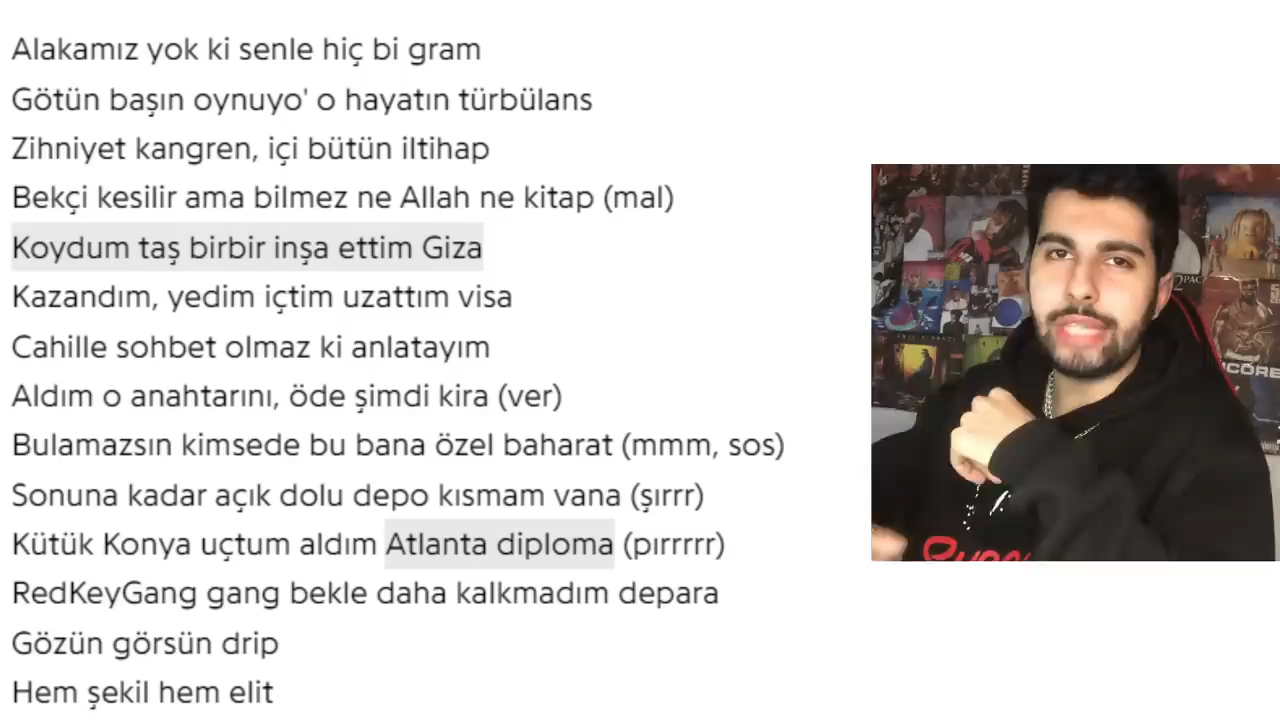 Alakamız yok ki senle hiç bi gram
Götün başın oynuyo' o hayatın türbülans
Zihniyet kangren, içi bütün iltihap
Bekçi kesilir ama bilmez ne Allah ne kitap (mal)
Koydum taş birbir inşa ettim Giza
Kazandım, yedim içtim uzattım visa
Cahille sohbet olmaz ki anlatayım
Aldım o anahtarını, öde şimdi kira (ver)
Bulamazsın kimsede bu bana özel baharat (mmm, sos)
Sonuna kadar açık dolu depo kısmam vana (şırrr)
Kütük Konya uçtum aldım Atlanta diploma (pırrrrr)
RedKeyGang gang bekle daha kalkmadım depara
Gözün görsün drip
Hem şekil hem elit
2PAC